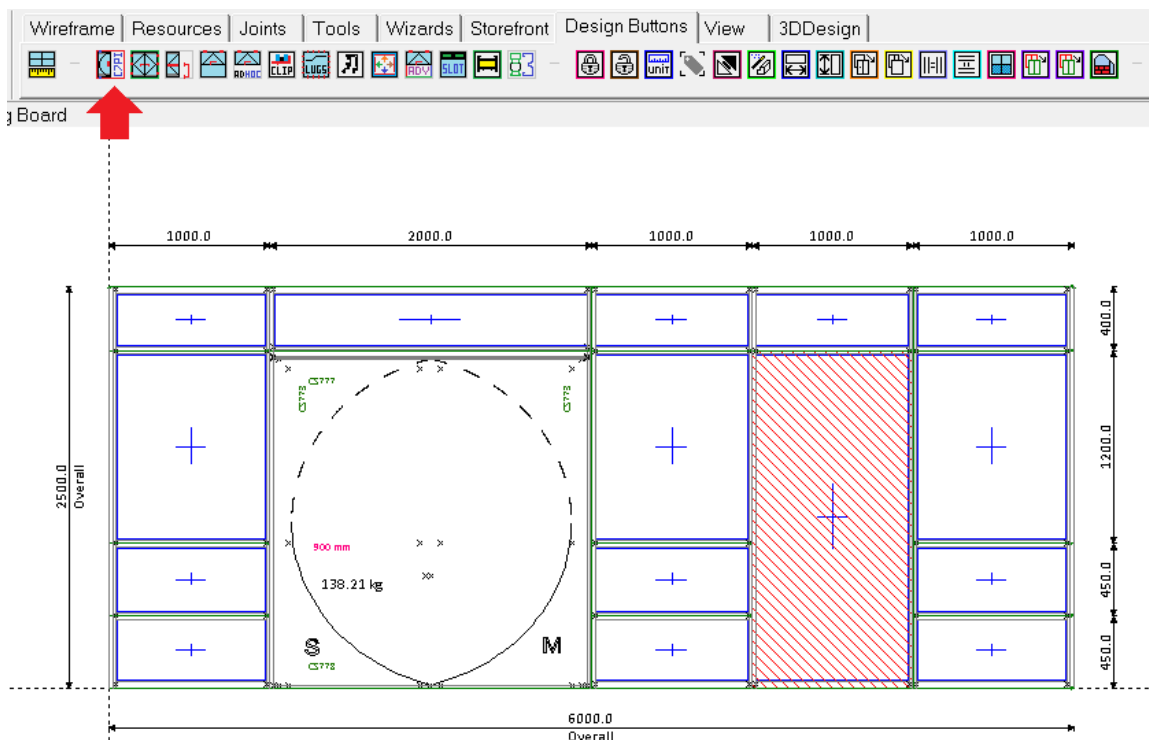 Wireframe Resources Joints Tools Wizards Storefront Design Buttons View 3DDesign
ADHOC CLIP LUGS ADV SLOT UNIT
g Board
1000.0 2000.0 1000.0 1000.0 1000.0
400.0
CS777
CS773 CS773
1200.0
2500.0
Overall
900 mm
138.21 kg
450.0
S M
CS778
450.0
6000.0
Overall